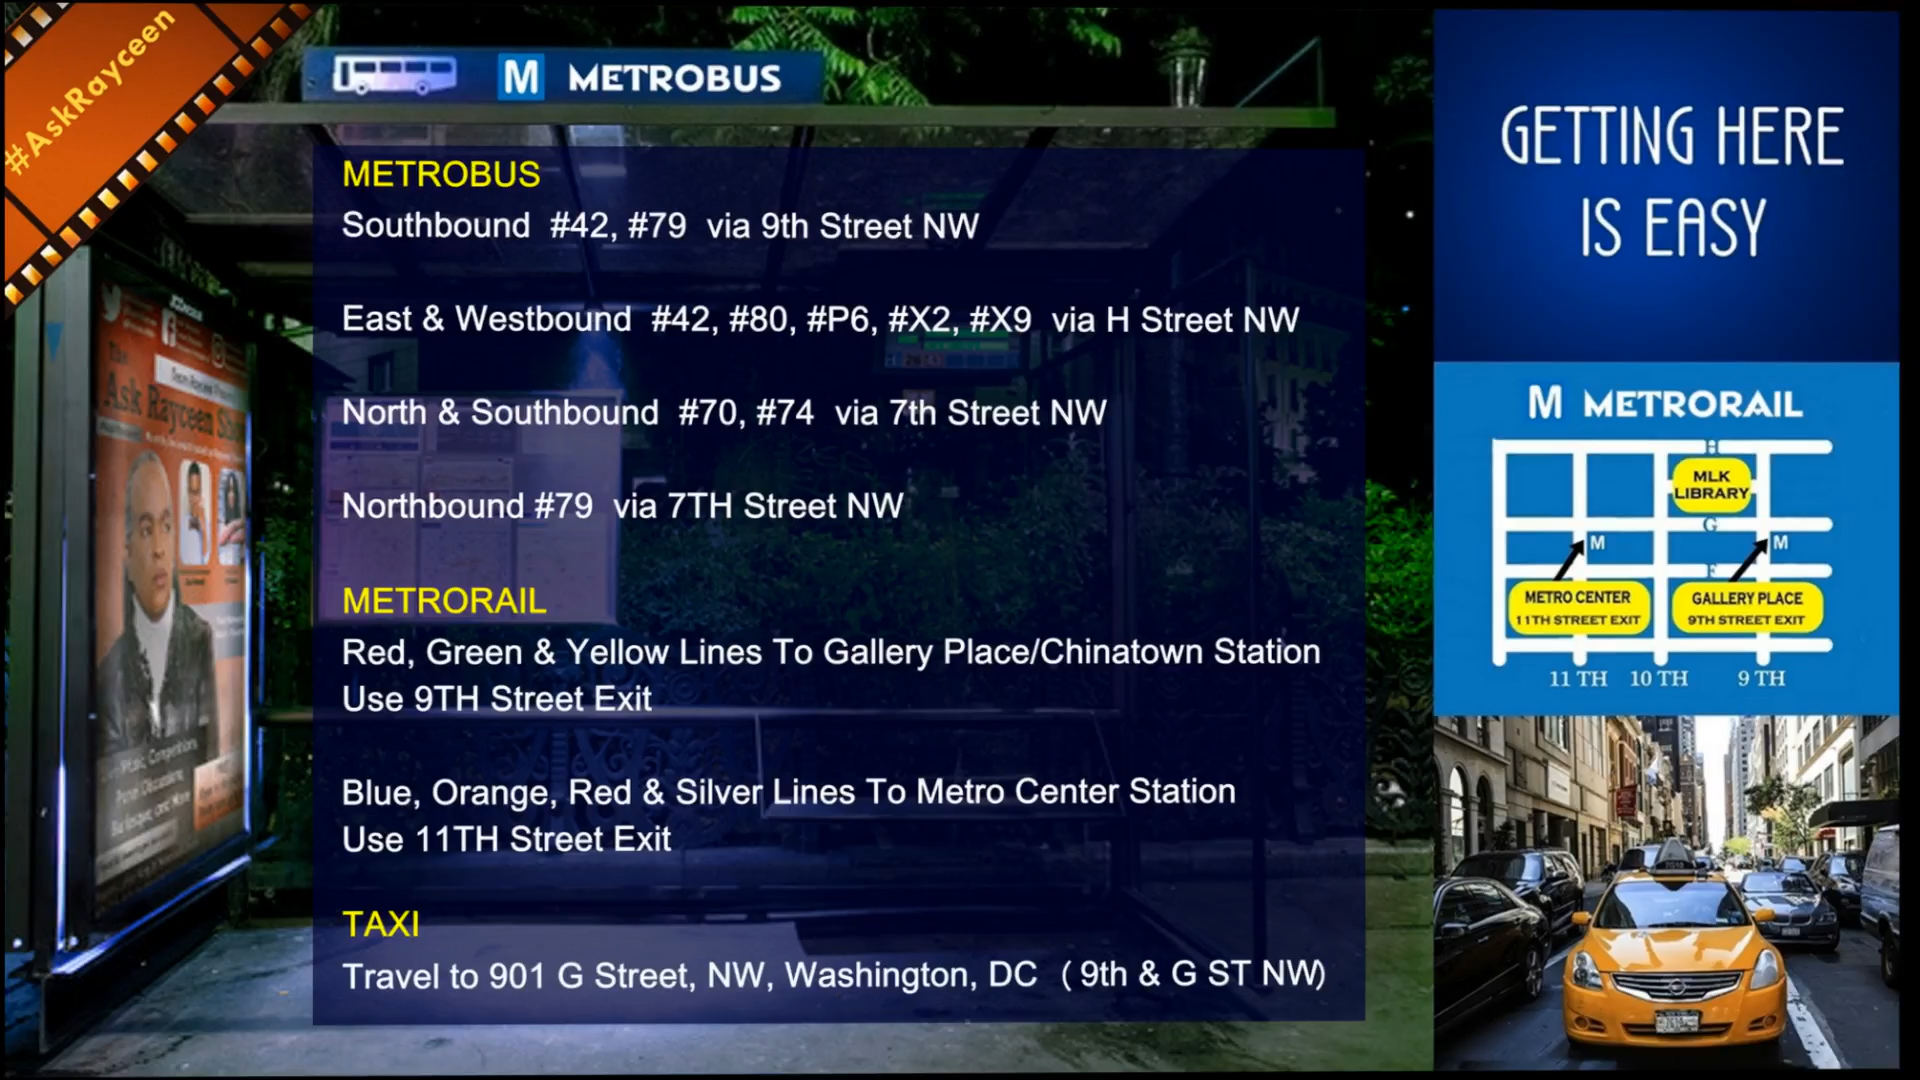 #AskRayceen
M METROBUS
METROBUS
Southbound #42, #79 via 9th Street NW
East & Westbound #42, #80, #P6, #X2, #X9 via H Street NW
North & Southbound #70, #74 via 7th Street NW
Northbound #79 via 7TH Street NW
METRORAIL
Red, Green & Yellow Lines To Gallery Place/Chinatown Station
Use 9TH Street Exit
Blue, Orange, Red & Silver Lines To Metro Center Station
Use 11TH Street Exit
TAXI
Travel to 901 G Street, NW, Washington, DC ( 9th & G ST NW)
The
Ask Rayceen
GETTING HERE
IS EASY
M METRORAIL
H
MLK
LIBRARY
G
M
M
F
METRO CENTER
11TH STREET EXIT
GALLERY PLACE
9TH STREET EXIT
11 TH 10 TH 9 TH